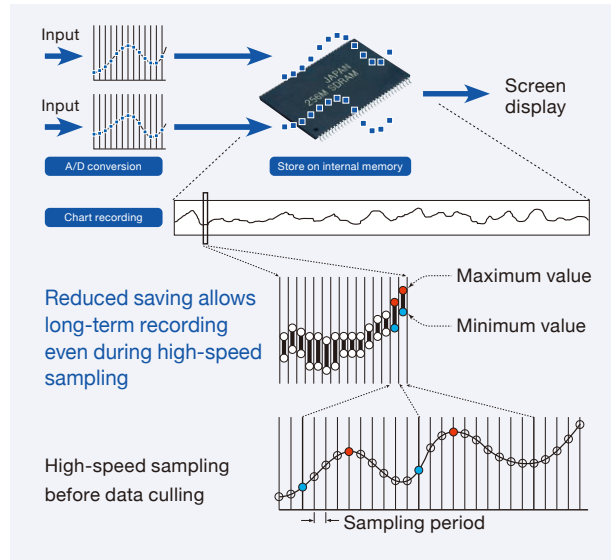 Input
Input
JAPAN
256M SDRAM
Screen
display
A/D conversion
Store on internal memory
Chart recording
Maximum value
Minimum value
Reduced saving allows
long-term recording
even during high-speed
sampling
High-speed sampling
before data culling
Sampling period